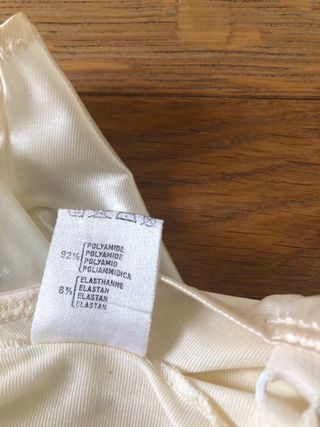 92% POLYAMIDE
POLYAMIDE
POLYAMID
POLIAMMIDICA
8% ELASTHANNE
ELASTAN
ELASTAN
ELASTAN